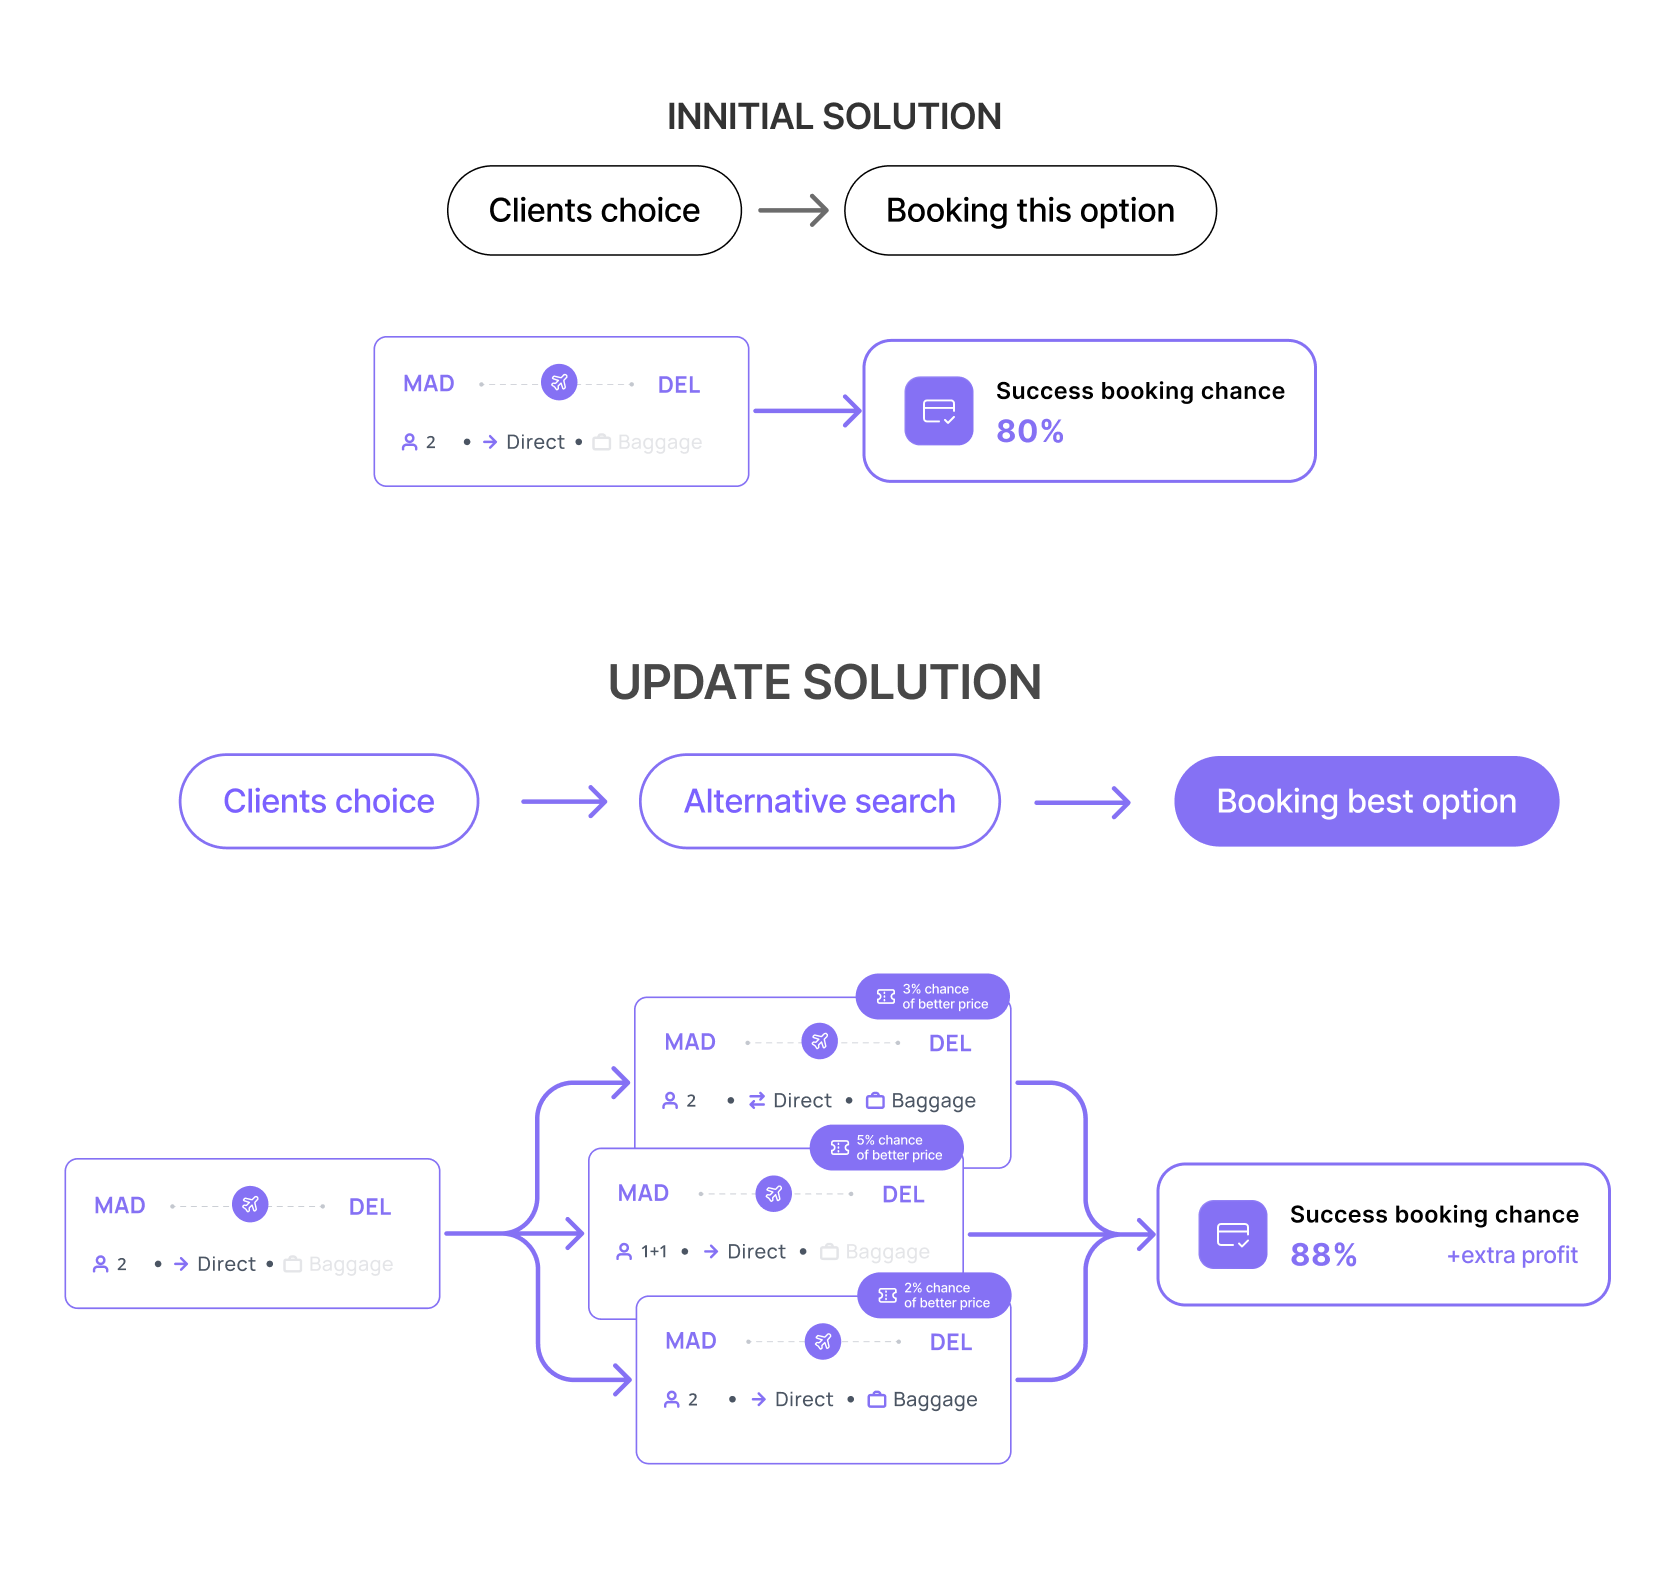 INNITIAL SOLUTION
Clients choice
Booking this option
MAD
DEL
2 • Direct • Baggage
Success booking chance
80%
UPDATE SOLUTION
Clients choice
Alternative search
Booking best option
3% chance
of better price
MAD
DEL
2 • Direct • Baggage
5% chance
of better price
MAD
DEL
1+1 • Direct • Baggage
MAD
DEL
2 • Direct • Baggage
Success booking chance
88%
+extra profit
2% chance
of better price
MAD
DEL
2 • Direct • Baggage